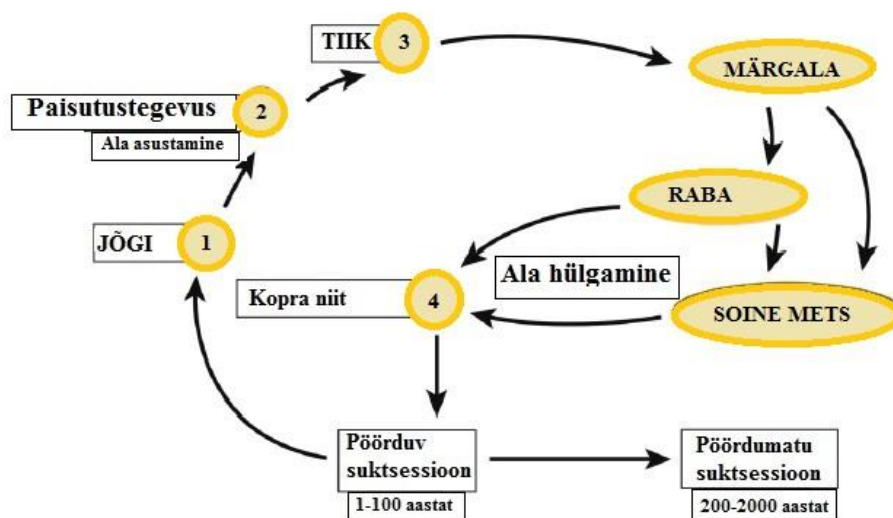 TIIK
3
MÄRGALA
Paisutustegevus
2
Ala asustamine
RABA
JÕGI
1
Ala hülgamine
Kopra niit
4
SOINE METS
Pöörduv
suktsessioon
1-100 aastat
Pöördumatu
suktsessioon
200-2000 aastat